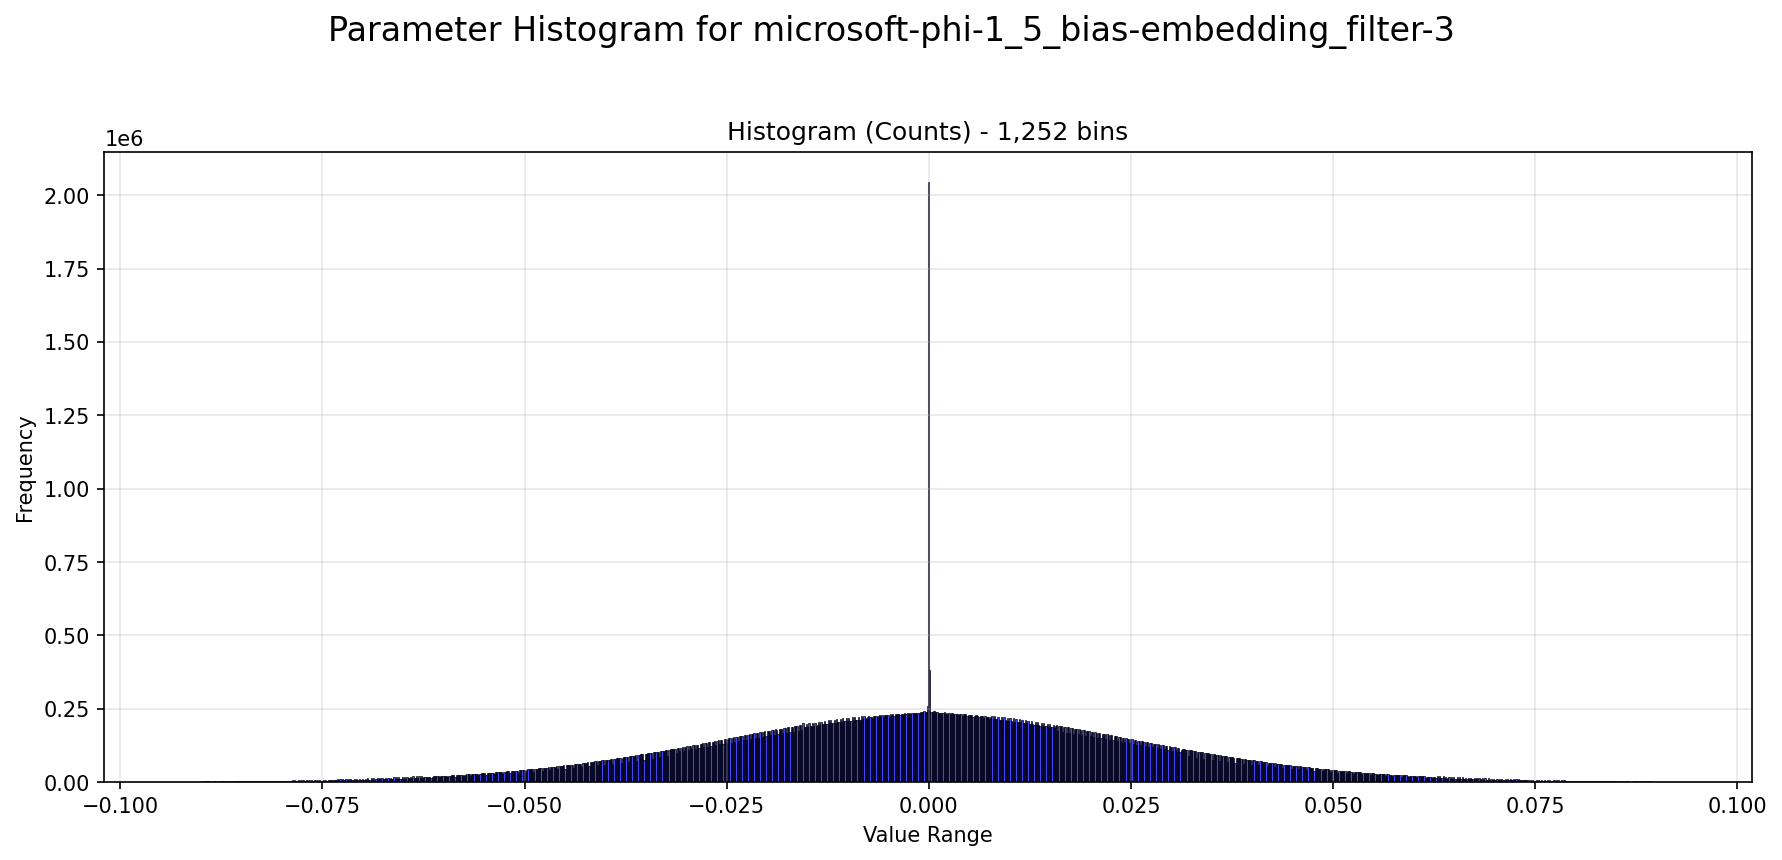 Parameter Histogram for microsoft-phi-1_5_bias-embedding_filter-3
Histogram (Counts) - 1,252 bins
1e6
2.00
1.75
1.50
1.25
1.00
0.75
0.50
0.25
0.00
Frequency
−0.100 −0.075 −0.050 −0.025 0.000 0.025 0.050 0.075 0.100
Value Range